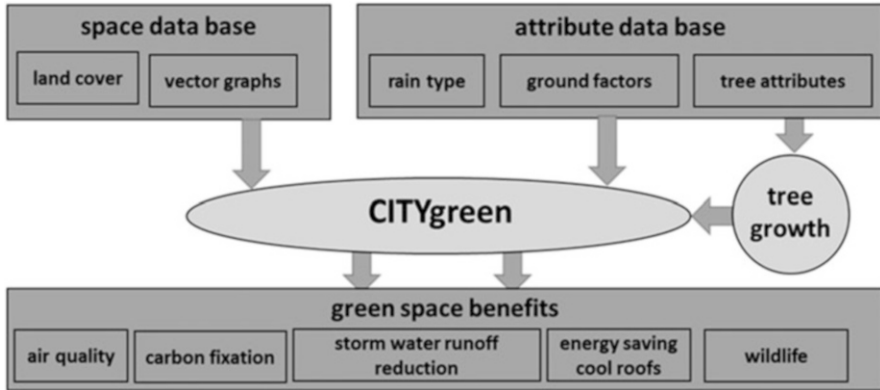 space data base
land cover
vector graphs
attribute data base
rain type
ground factors
tree attributes
CITYgreen
tree
growth
green space benefits
air quality
carbon fixation
storm water runoff
reduction
energy saving
cool roofs
wildlife